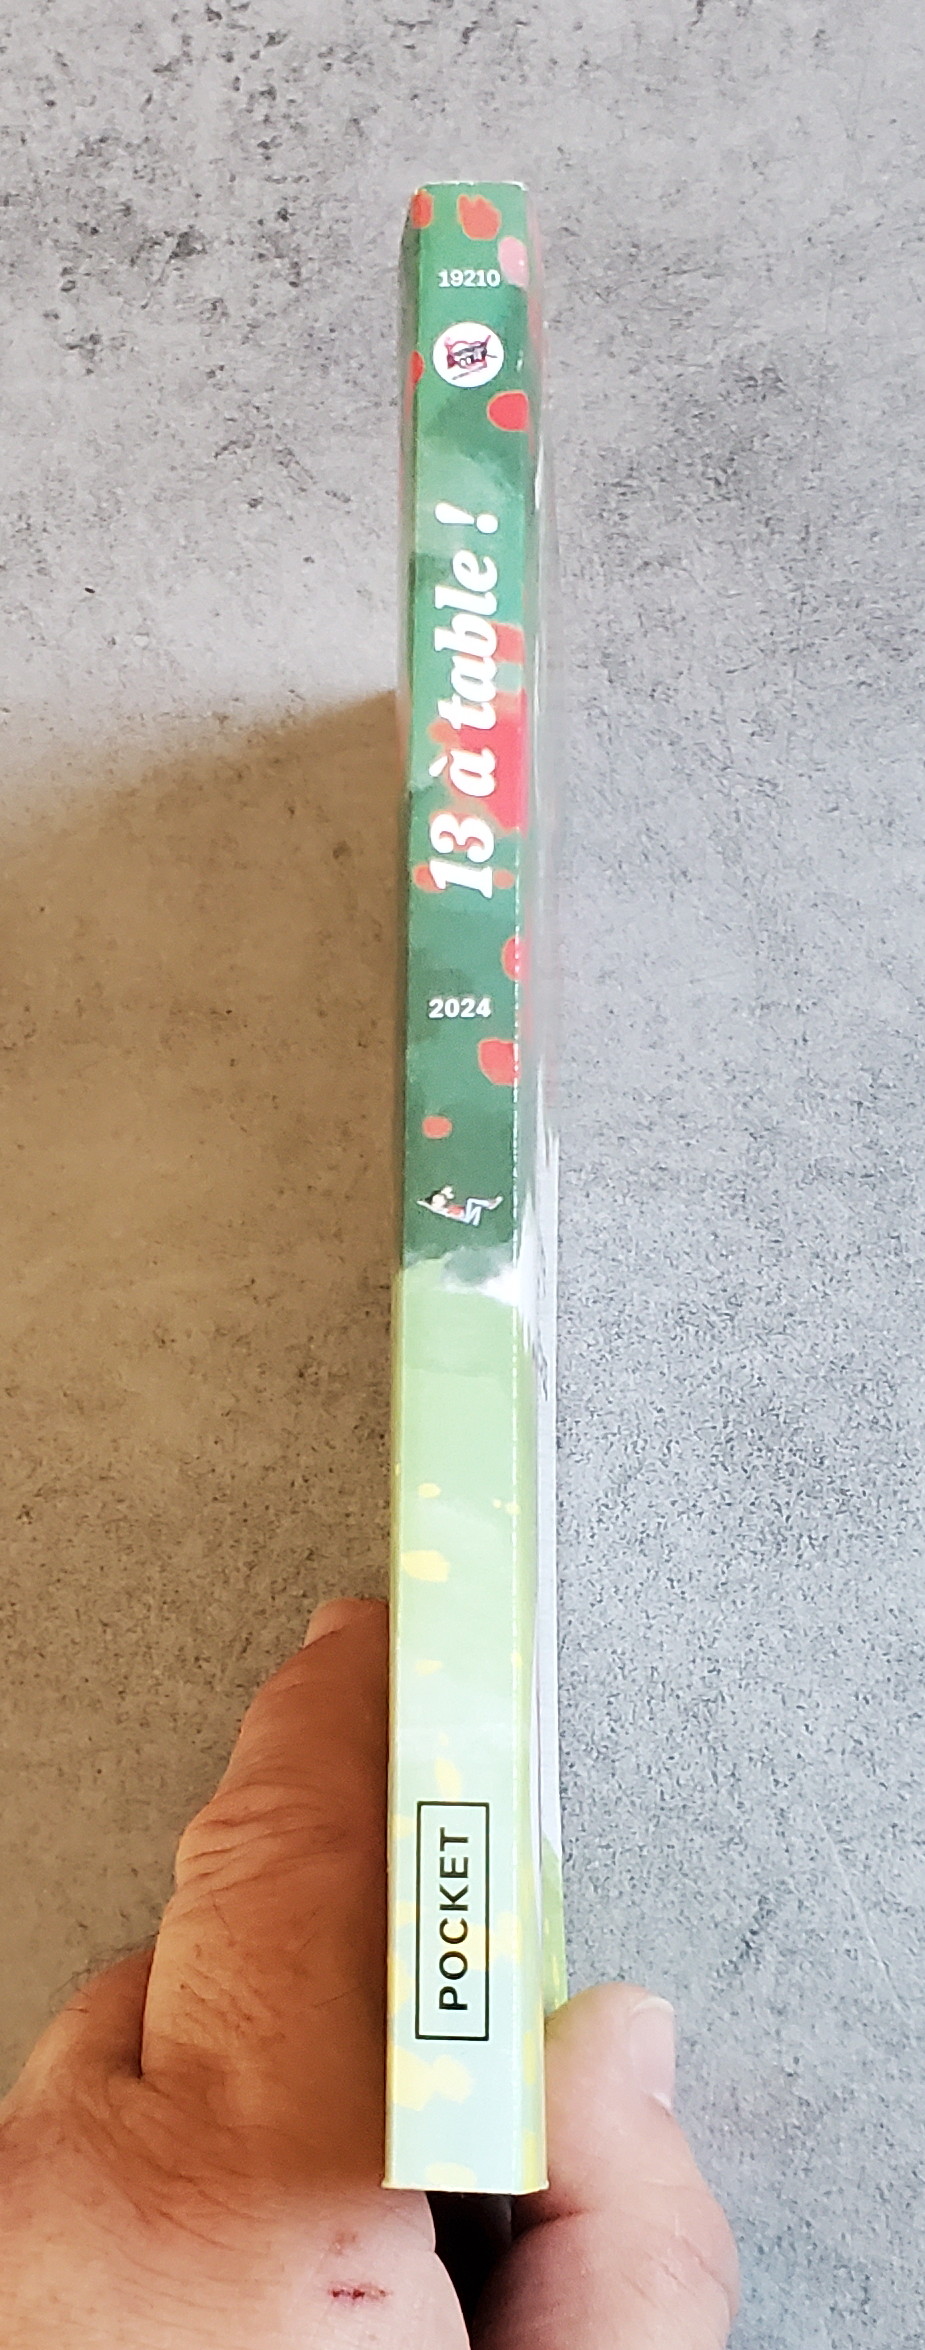 19210
13 à table !
2024
POCKET